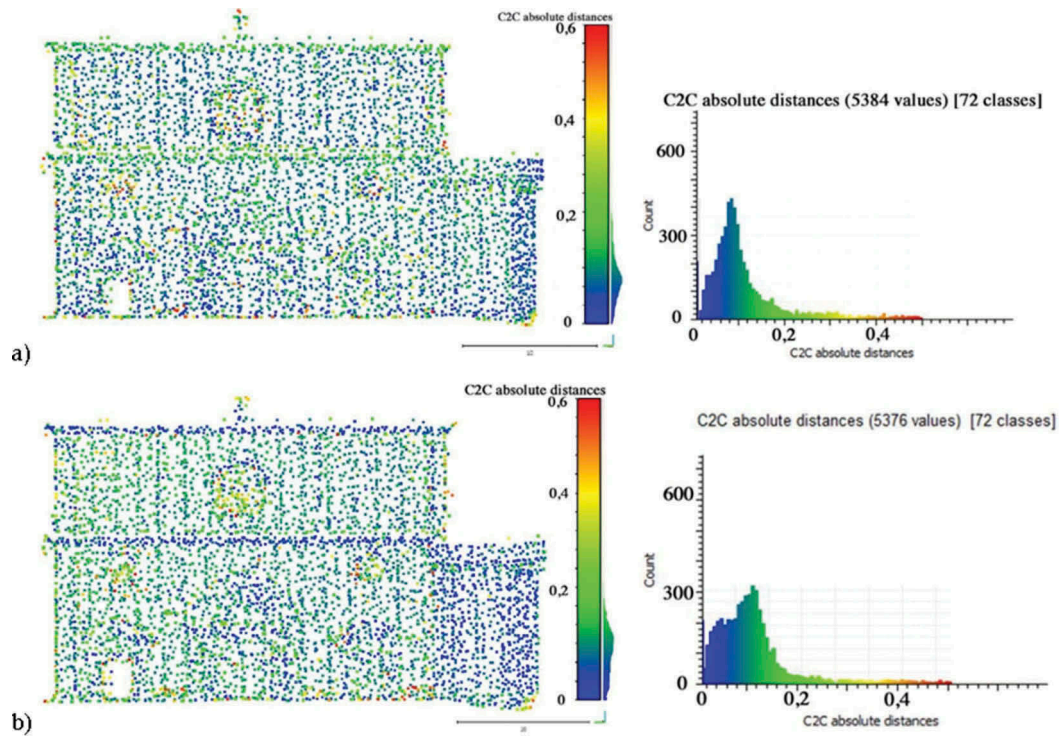 C2C absolute distances
0,6
0,4
0,2
0
C2C absolute distances (5384 values) [72 classes]
600
300
0
Count
0
0,2
0,4
C2C absolute distances
a)
C2C absolute distances
0,6
0,4
0,2
0
C2C absolute distances (5376 values) [72 classes]
600
300
0
Count
0
0,2
0,4
C2C absolute distances
b)